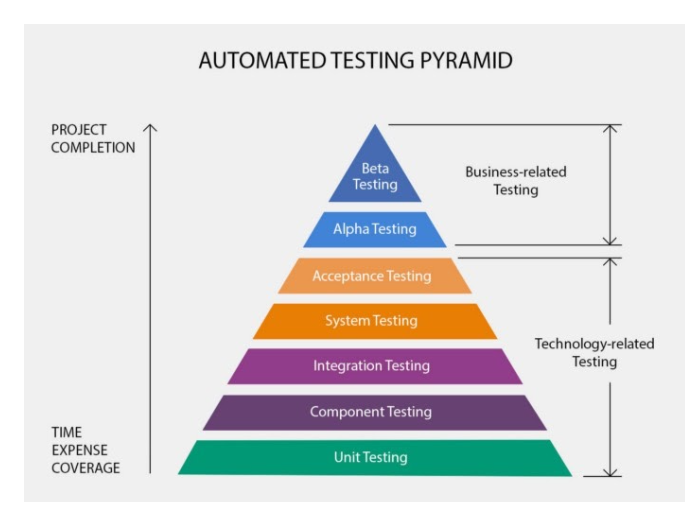 AUTOMATED TESTING PYRAMID
PROJECT
COMPLETION
Beta
Testing
Business-related
Testing
Alpha Testing
Acceptance Testing
System Testing
Technology-related
Testing
Integration Testing
Component Testing
TIME
EXPENSE
COVERAGE
Unit Testing